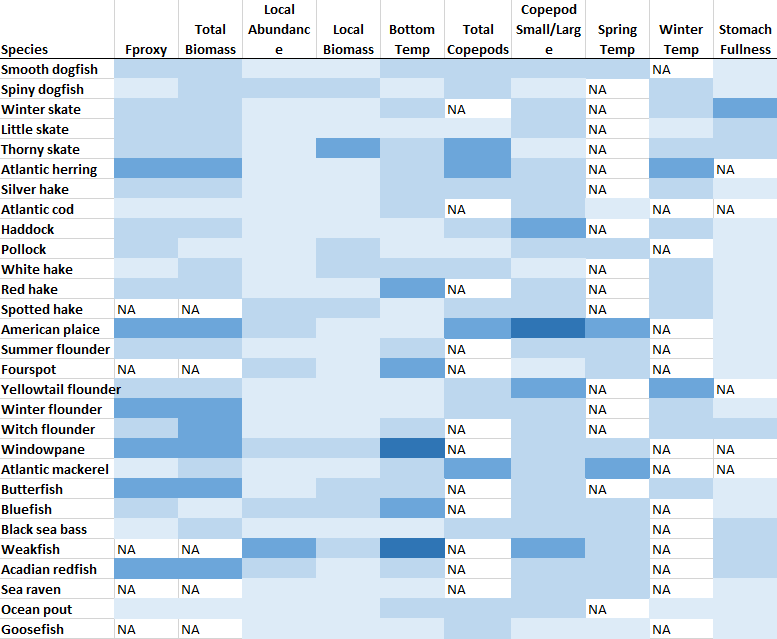 Local Copepod
Total Abundanc Local Bottom Total Small/Larg Spring Winter Stomach
Species Fproxy Biomass e Biomass Temp Copepods e Temp Temp Fullness
Smooth dogfish NA
Spiny dogfish NA
Winter skate NA NA
Little skate NA
Thorny skate NA
Atlantic herring NA NA
Silver hake NA
Atlantic cod NA NA NA
Haddock NA
Pollock NA
White hake NA
Red hake NA NA
Spotted hake NA NA NA
American plaice NA
Summer flounder NA NA
Fourspot NA NA NA NA
Yellowtail flounder NA NA
Winter flounder NA
Witch flounder NA NA
Windowpane NA NA NA
Atlantic mackerel NA NA
Butterfish NA NA
Bluefish NA NA
Black sea bass NA
Weakfish NA NA NA NA
Acadian redfish NA NA
Sea raven NA NA NA NA
Ocean pout NA
Goosefish NA NA NA